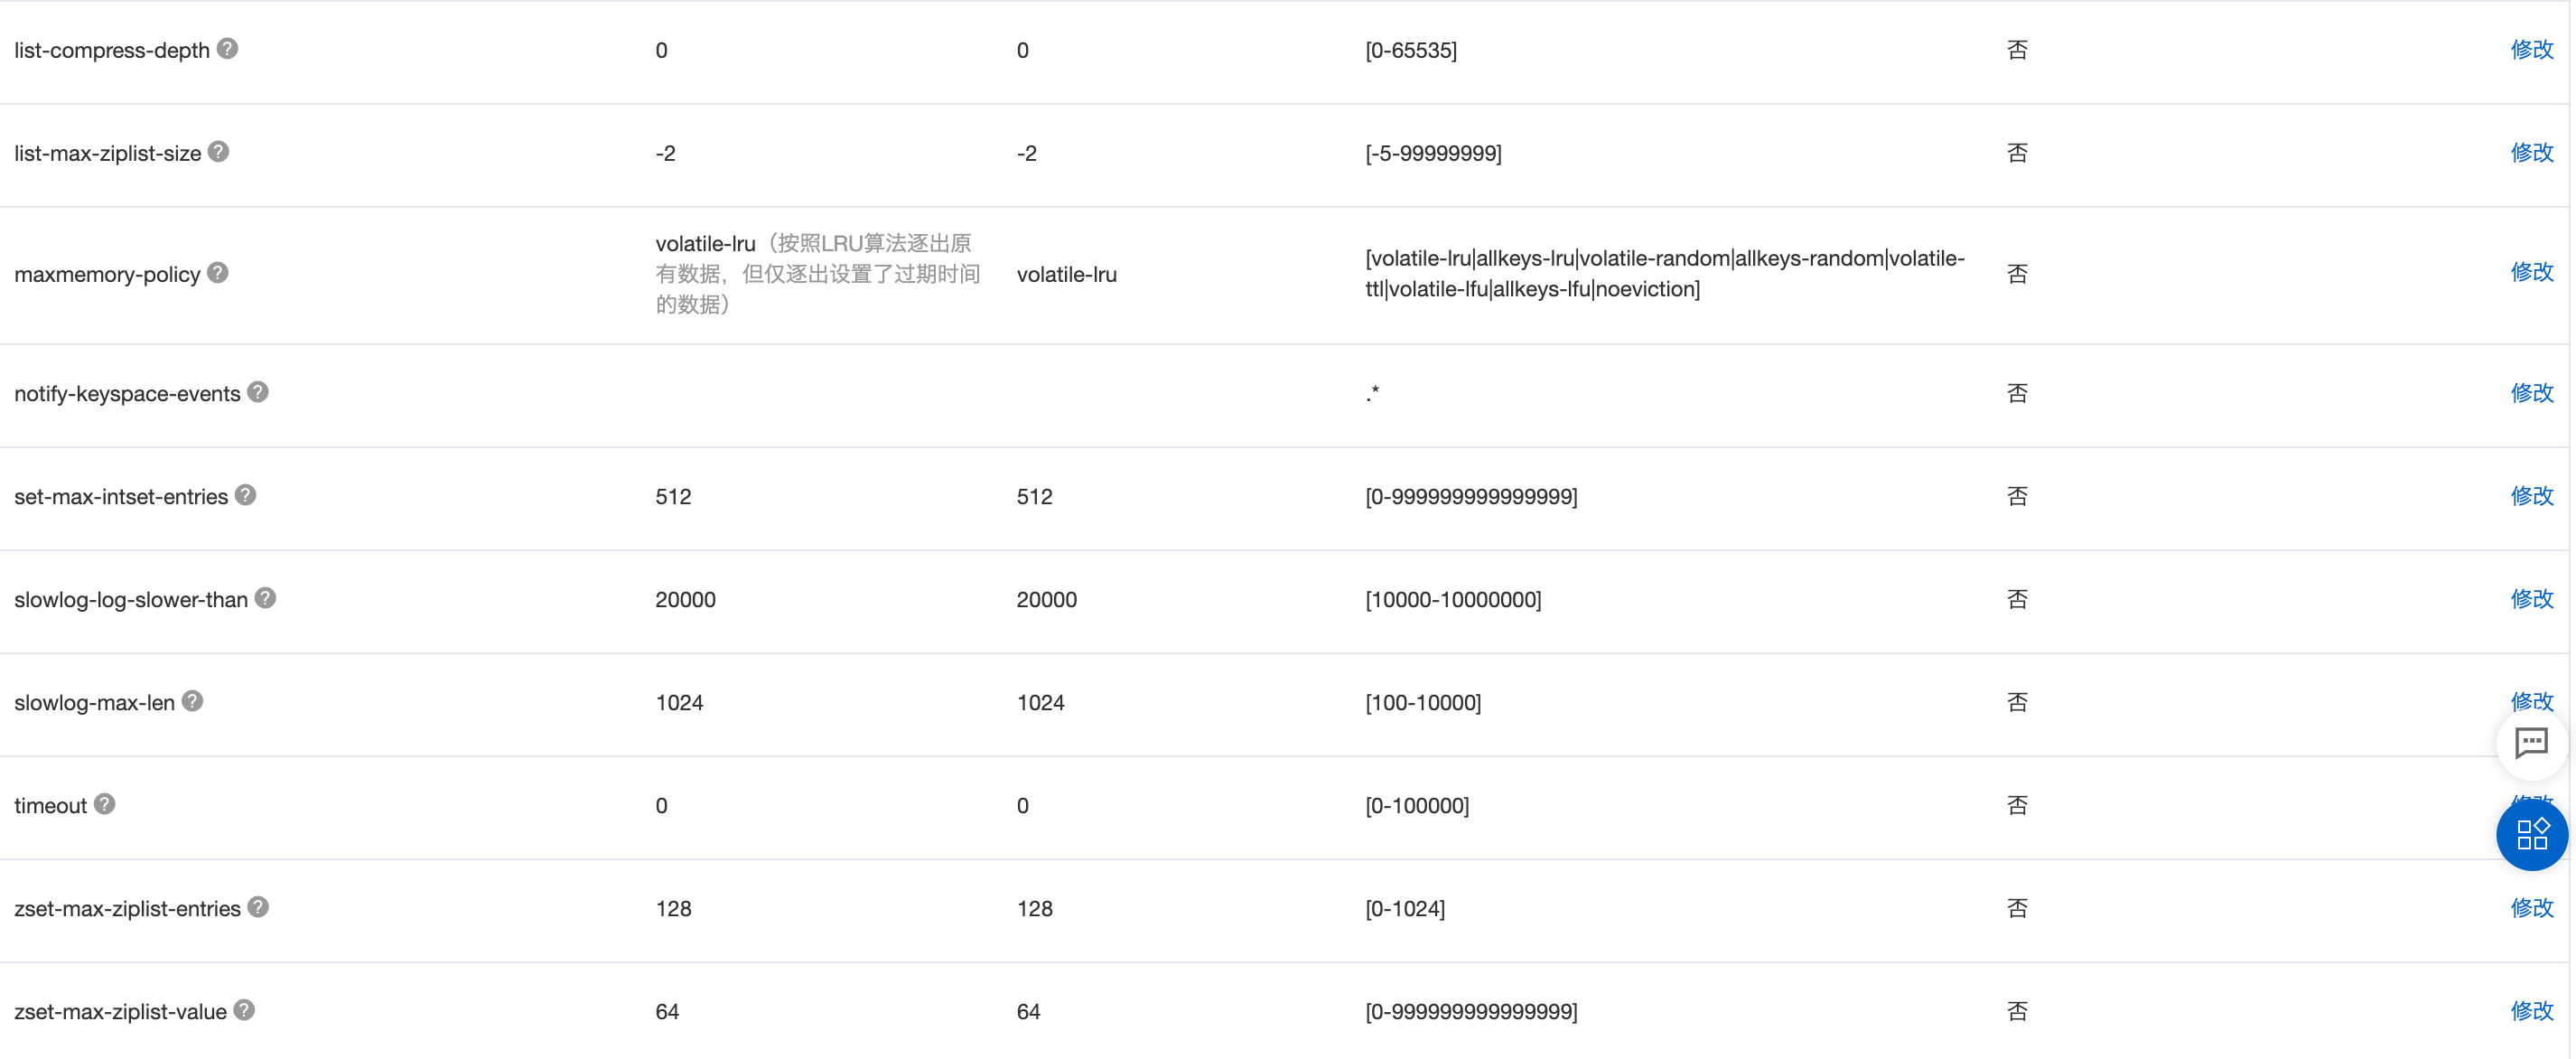 list-compress-depth 0 0 [0-65535] 否 修改
list-max-ziplist-size -2 -2 [-5-99999999] 否 修改
maxmemory-policy volatile-lru（按照LRU算法逐出原
有数据，但仅逐出设置了过期时间
的数据） volatile-lru [volatile-lru|allkeys-lru|volatile-random|allkeys-random|volatile-
ttl|volatile-lfu|allkeys-lfu|noeviction] 否 修改
notify-keyspace-events .* 否 修改
set-max-intset-entries 512 512 [0-999999999999999] 否 修改
slowlog-log-slower-than 20000 20000 [10000-10000000] 否 修改
slowlog-max-len 1024 1024 [100-10000] 否 修改
timeout 0 0 [0-100000] 否
zset-max-ziplist-entries 128 128 [0-1024] 否 修改
zset-max-ziplist-value 64 64 [0-999999999999999] 否 修改